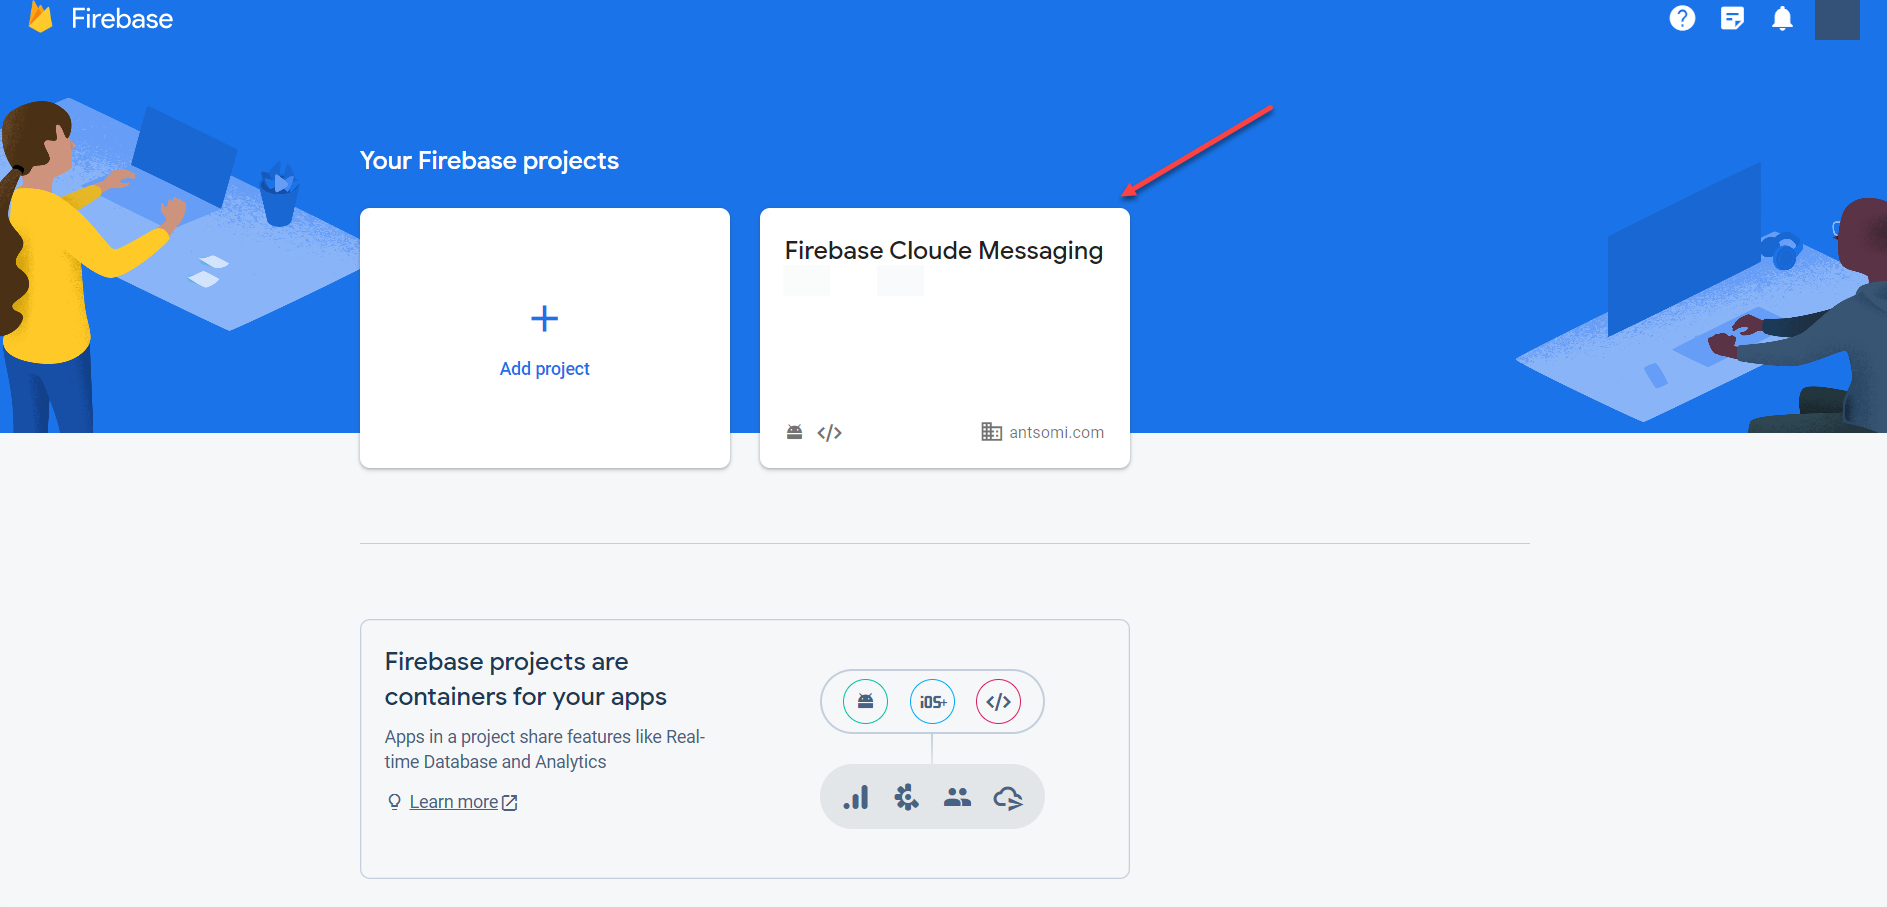 Firebase
Your Firebase projects
Add project
Firebase Cloude Messaging
antsomi.com
Firebase projects are
containers for your apps
Apps in a project share features like Real-
time Database and Analytics
Learn more
iOS+